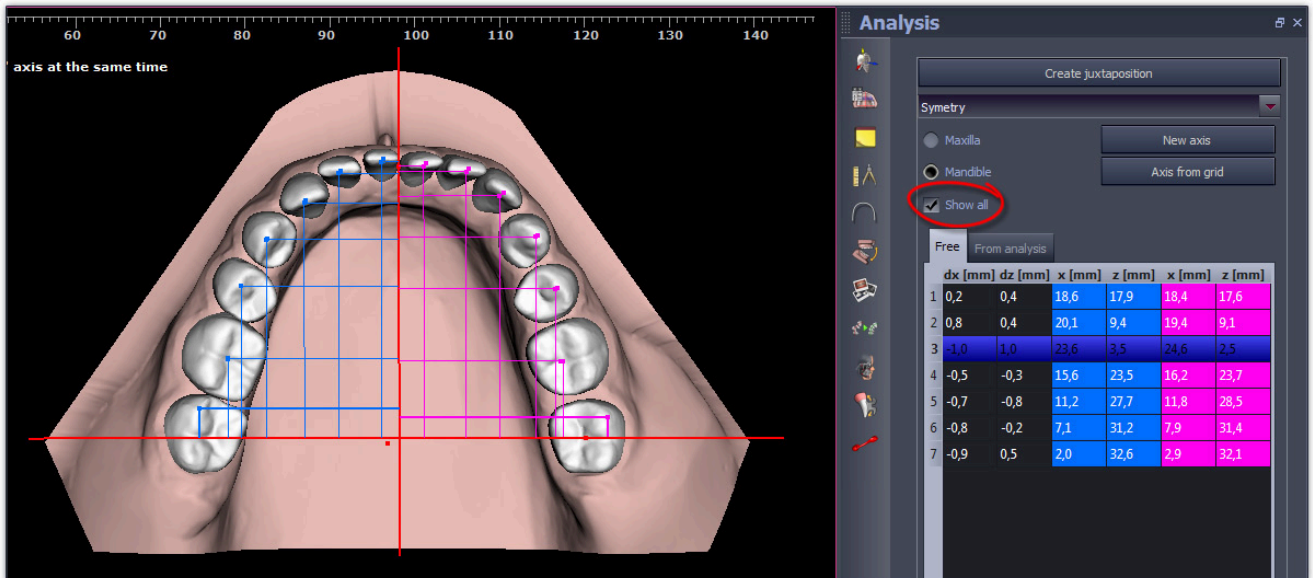 60 70 80 90 100 110 120 130 140
axis at the same time
Analysis
Create juxtaposition
Symetry
Maxilla
New axis
Mandible
Axis from grid
Show all
Free From analysis
dx [mm] dz [mm] x [mm] z [mm] x [mm] z [mm]
1 0,2 0,4 18,6 17,9 18,4 17,6
2 0,8 0,4 20,1 9,4 19,4 9,1
3 -1,0 1,0 23,6 3,5 24,6 2,5
4 -0,5 -0,3 15,6 23,5 16,2 23,7
5 -0,7 -0,8 11,2 27,7 11,8 28,5
6 -0,8 -0,2 7,1 31,2 7,9 31,4
7 -0,9 0,5 2,0 32,6 2,9 32,1